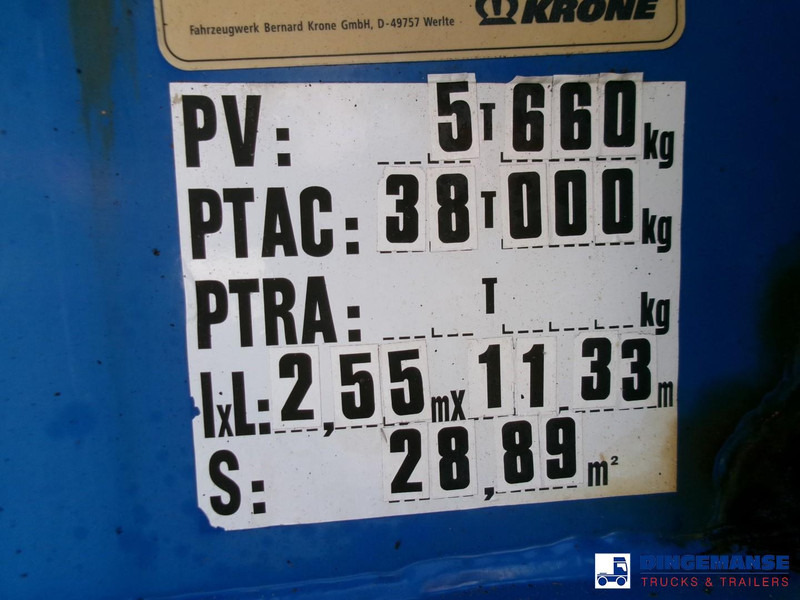 KRONE
Fahrzeugwerk Bernard Krone GmbH, D-49757 Werlte
PV: 5 T 660 kg
PTAC: 38 T 000 kg
PTRA: T kg
lxL: 2,55 mx 11,33 m
S: 28,89 m²
DINGEMANSE
TRUCKS & TRAILERS